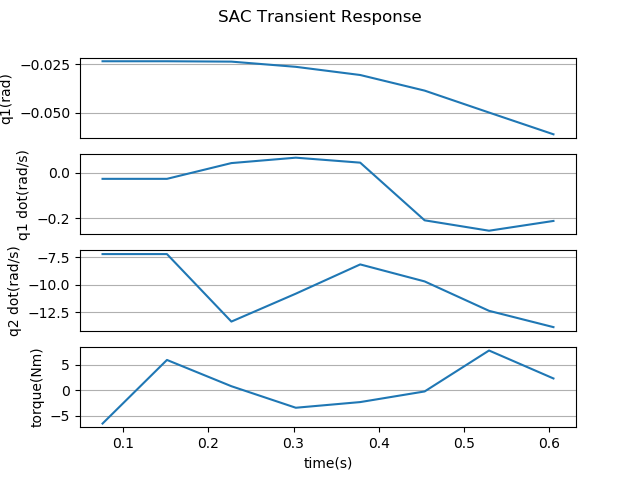 SAC Transient Response
q1(rad)
−0.025
−0.050
q1 dot(rad/s)
0.0
−0.2
q2 dot(rad/s)
−7.5
−10.0
−12.5
torque(Nm)
5
0
−5
0.1 0.2 0.3 0.4 0.5 0.6
time(s)